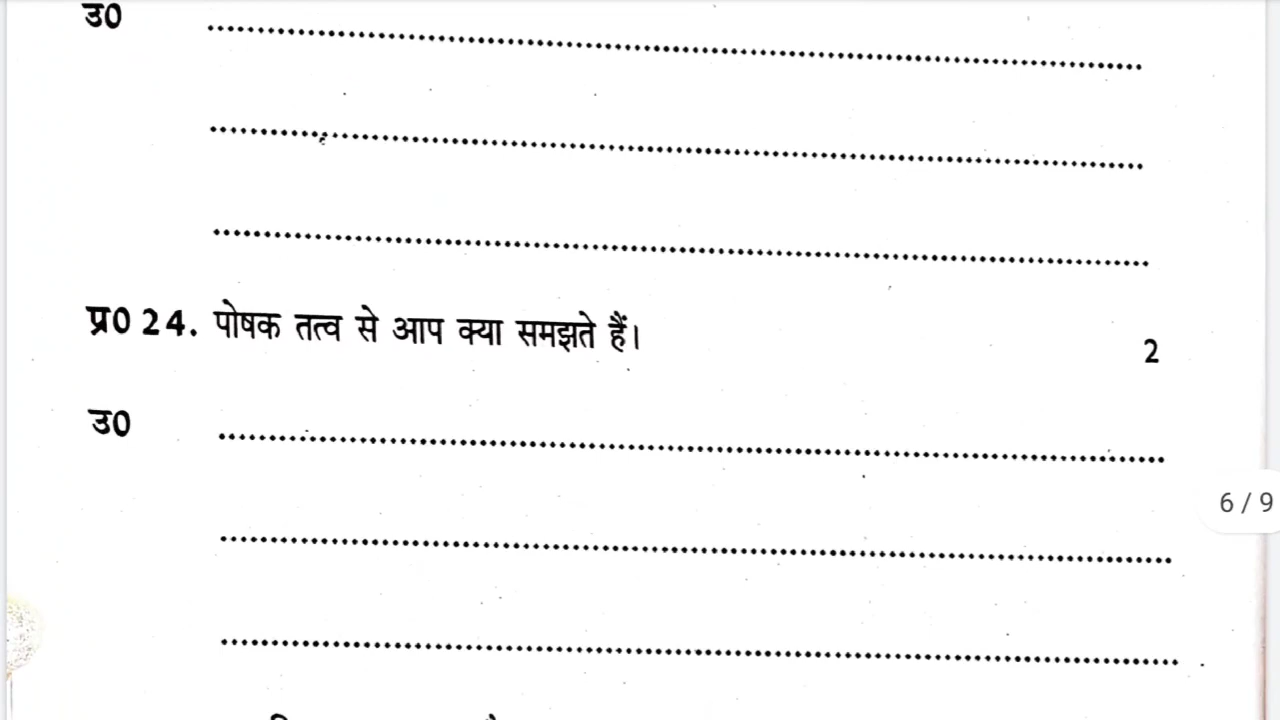 उ0
प्र0 24. पोषक तत्व से आप क्या समझते हैं। 2
उ0
6 / 9